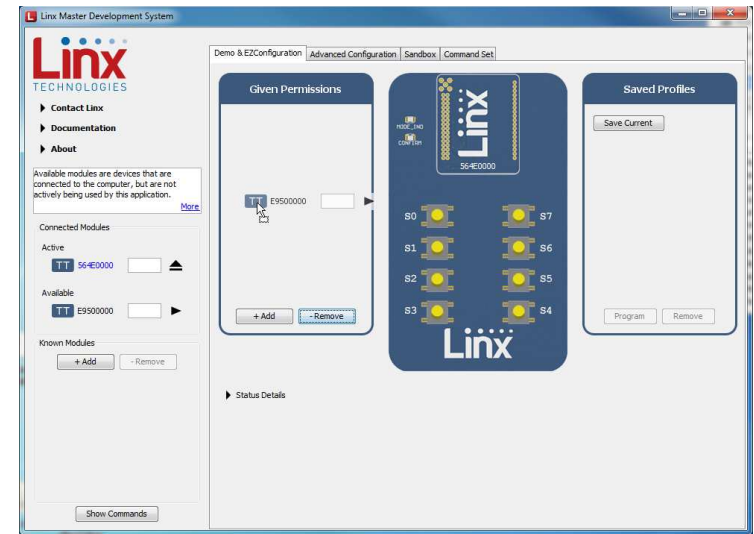 Linx Master Development System
Linx
TECHNOLOGIES
Contact Linx
Documentation
About
Available modules are devices that are
connected to the computer, but are not
actively being used by this application.
More
Connected Modules
Active
TT 564E0000
Available
TT E9500000
Known Modules
+ Add - Remove
Show Commands
Demo & EZConfiguration Advanced Configuration Sandbox Command Set
Given Permissions
TT E9500000
+ Add - Remove
Linx
564E0000
MODE_IND
CONFIRM
S0 S7
S1 S6
S2 S5
S3 S4
Linx
Saved Profiles
Save Current
Program Remove
Status Details